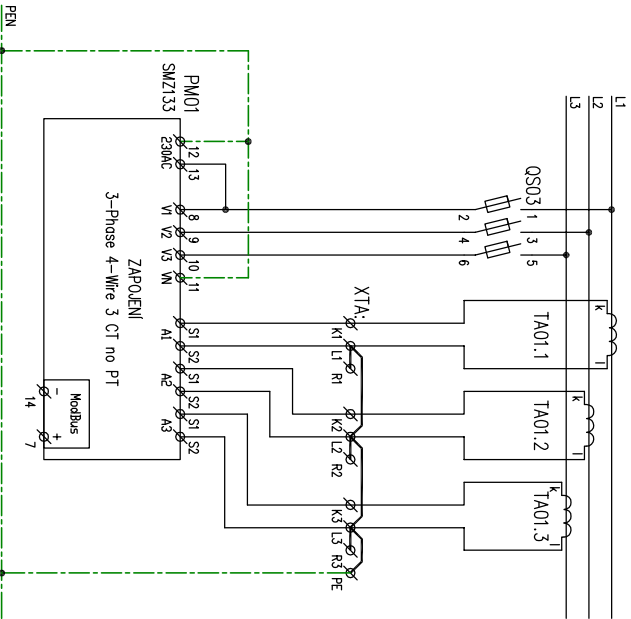 PEN
PM01
SMZ133
12
230AC
13
V1
8
V2
9
V3
10
VN
11
A1
S1
S2
A2
S1
S2
A3
S1
S2
3-Phase 4-Wire 3 CT no PT
ZAPOJENÍ
ModBus
-
14
+
7
QS03
2
1
4
3
6
5
L1
L2
L3
XTA:
K1
L1
R1
K2
L2
R2
K3
L3
R3
PE
TA01.1
k
l
TA01.2
k
l
TA01.3
k
l